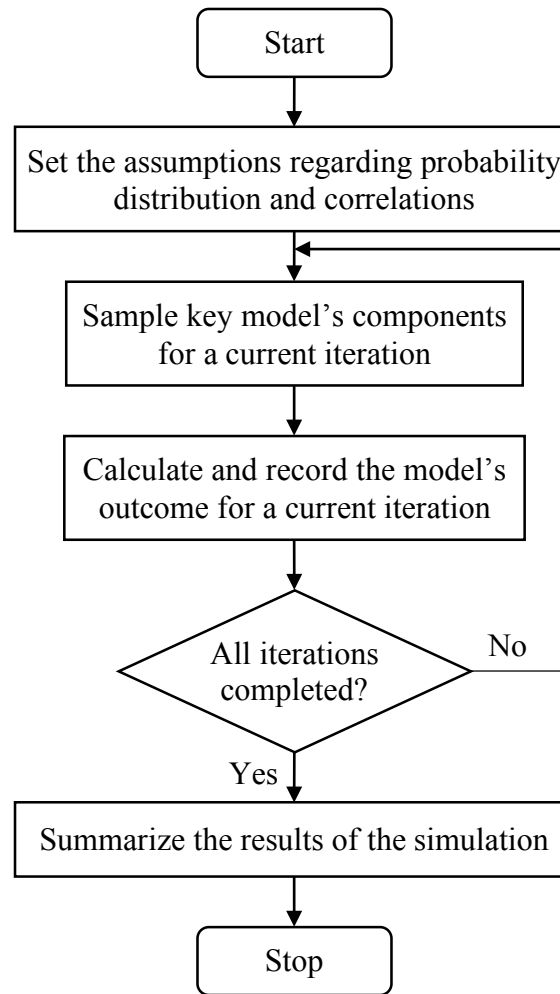 Start
Set the assumptions regarding probability
distribution and correlations
Sample key model’s components
for a current iteration
Calculate and record the model’s
outcome for a current iteration
All iterations
completed?
No
Yes
Summarize the results of the simulation
Stop